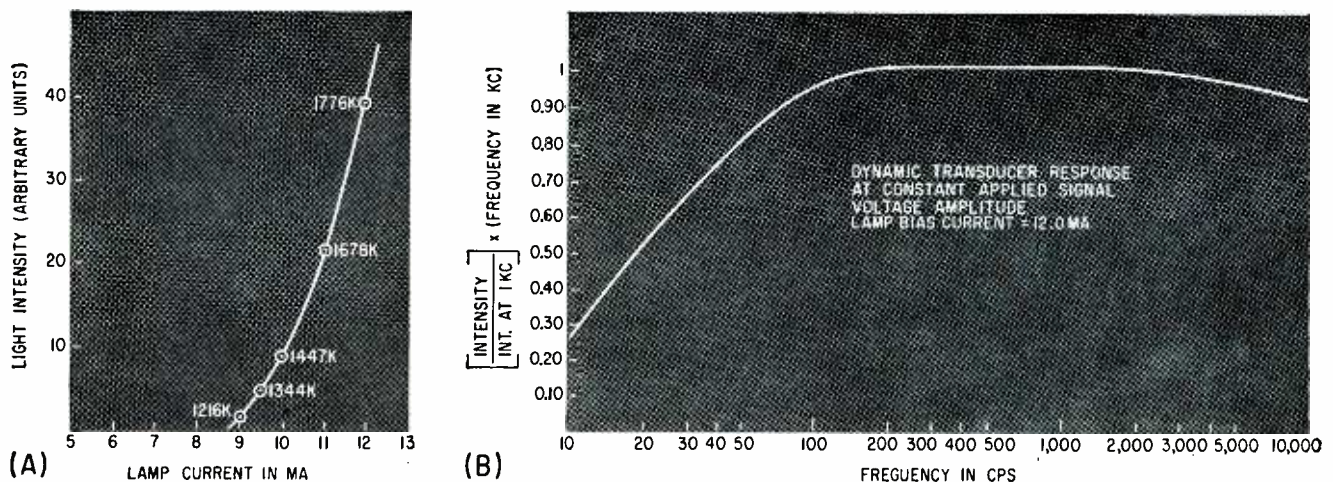 LIGHT INTENSITY (ARBITRARY UNITS)
40
30
20
10
1776K
1678K
1447K
1344K
1216K
5 6 7 8 9 10 11 12 13
(A)
LAMP CURRENT IN MA
[INTENSITY / INT. AT 1KC] x (FREQUENCY IN KC)
1
0.90
0.80
0.70
0.60
0.50
0.40
0.30
0.20
0.10
DYNAMIC TRANSDUCER RESPONSE
AT CONSTANT APPLIED SIGNAL
VOLTAGE AMPLITUDE
LAMP BIAS CURRENT = 12.0 MA
10 20 30 40 50 100 200 300 400 500 1,000 2,000 3,000 5,000 10,000
(B)
FREGUENCY IN CPS